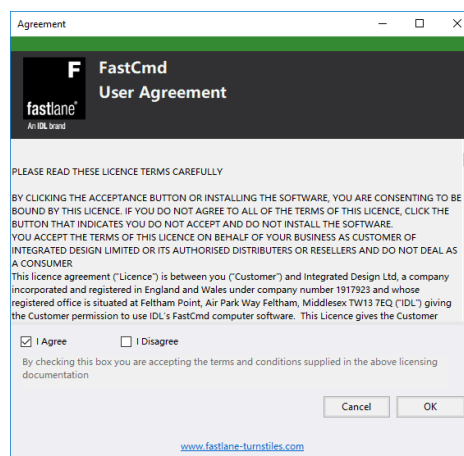 Agreement
F
fastlane®
An IDL brand
FastCmd
User Agreement
PLEASE READ THESE LICENCE TERMS CAREFULLY
BY CLICKING THE ACCEPTANCE BUTTON OR INSTALLING THE SOFTWARE, YOU ARE CONSENTING TO BE
BOUND BY THIS LICENCE. IF YOU DO NOT AGREE TO ALL OF THE TERMS OF THIS LICENCE, CLICK THE
BUTTON THAT INDICATES YOU DO NOT ACCEPT AND DO NOT INSTALL THE SOFTWARE.
YOU ACCEPT THE TERMS OF THIS LICENCE ON BEHALF OF YOUR BUSINESS AS CUSTOMER OF
INTEGRATED DESIGN LIMITED OR ITS AUTHORISED DISTRIBUTERS OR RESELLERS AND DO NOT DEAL AS
A CONSUMER
This licence agreement ("Licence") is between you ("Customer") and Integrated Design Ltd, a company
incorporated and registered in England and Wales under company number 1917923 and whose
registered office is situated at Feltham Point, Air Park Way Feltham, Middlesex TW13 7EQ ("IDL") giving
the Customer permission to use IDL's FastCmd computer software. This Licence gives the Customer
I Agree
I Disagree
By checking this box you are accepting the terms and conditions supplied in the above licensing
documentation
Cancel
OK
www.fastlane-turnstiles.com